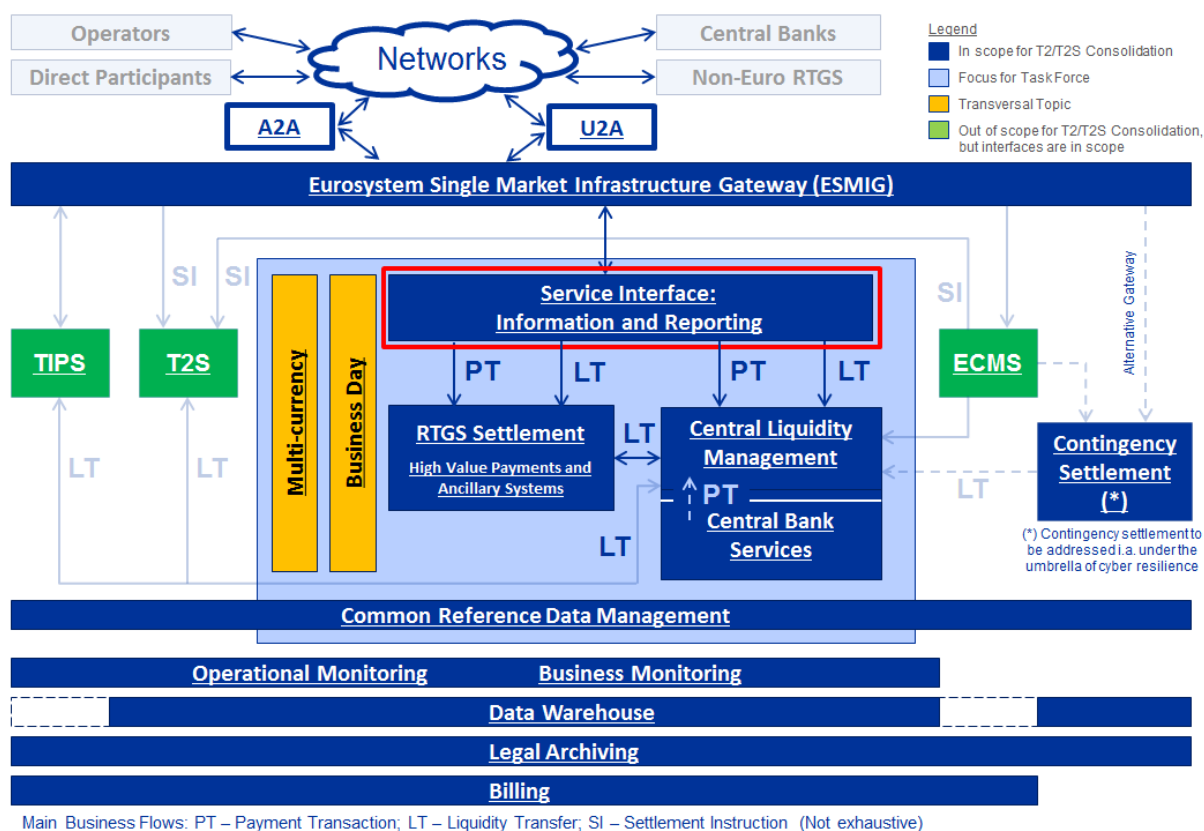 Operators
Direct Participants
Networks
Central Banks
Non-Euro RTGS
Legend
In scope for T2/T2S Consolidation
Focus for Task Force
Transversal Topic
Out of scope for T2/T2S Consolidation,
but interfaces are in scope
A2A
U2A
Eurosystem Single Market Infrastructure Gateway (ESMIG)
SI
SI
SI
Alternative Gateway
Multi-currency
Business Day
Service Interface:
Information and Reporting
TIPS
T2S
ECMS
PT
LT
PT
LT
RTGS Settlement
High Value Payments and
Ancillary Systems
LT
Central Liquidity
Management
PT
Central Bank
Services
Contingency
Settlement
(*)
LT
LT
LT
LT
(*) Contingency settlement to
be addressed i.a. under the
umbrella of cyber resilience
Common Reference Data Management
Operational Monitoring
Business Monitoring
Data Warehouse
Legal Archiving
Billing
Main Business Flows: PT – Payment Transaction; LT – Liquidity Transfer; SI – Settlement Instruction (Not exhaustive)